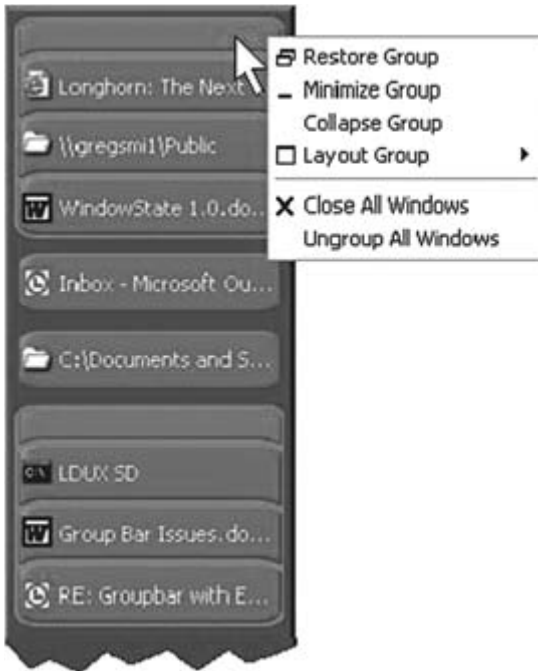 Longhorn: The Next
\\gregsmi1\Public
WindowState 1.0.do...
Inbox - Microsoft Ou...
C:\Documents and S...
LDUX SD
Group Bar Issues.do...
RE: Groupbar with E...
Restore Group
Minimize Group
Collapse Group
Layout Group
Close All Windows
Ungroup All Windows